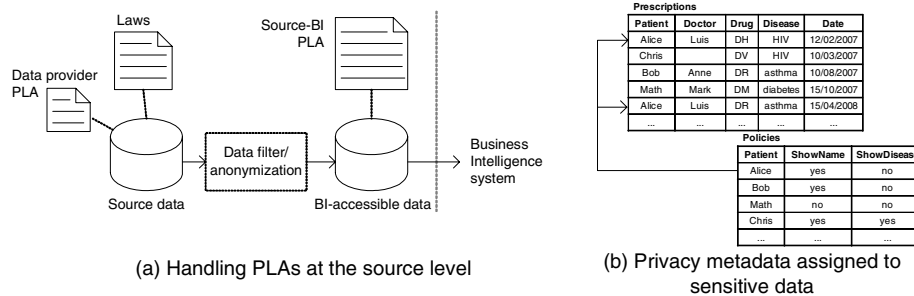 Laws
Source-BI
PLA
Data provider
PLA
Data filter/
anonymization
Business
Intelligence
system
Source data
BI-accessible data
(a) Handling PLAs at the source level
Prescriptions
Patient Doctor Drug Disease Date
Alice Luis DH HIV 12/02/2007
Chris DV HIV 10/03/2007
Bob Anne DR asthma 10/08/2007
Math Mark DM diabetes 15/10/2007
Alice Luis DR asthma 15/04/2008
... ... ... ... ...
Policies
Patient ShowName ShowDiseas
Alice yes no
Bob yes no
Math no no
Chris yes yes
... ... ...
(b) Privacy metadata assigned to
sensitive data